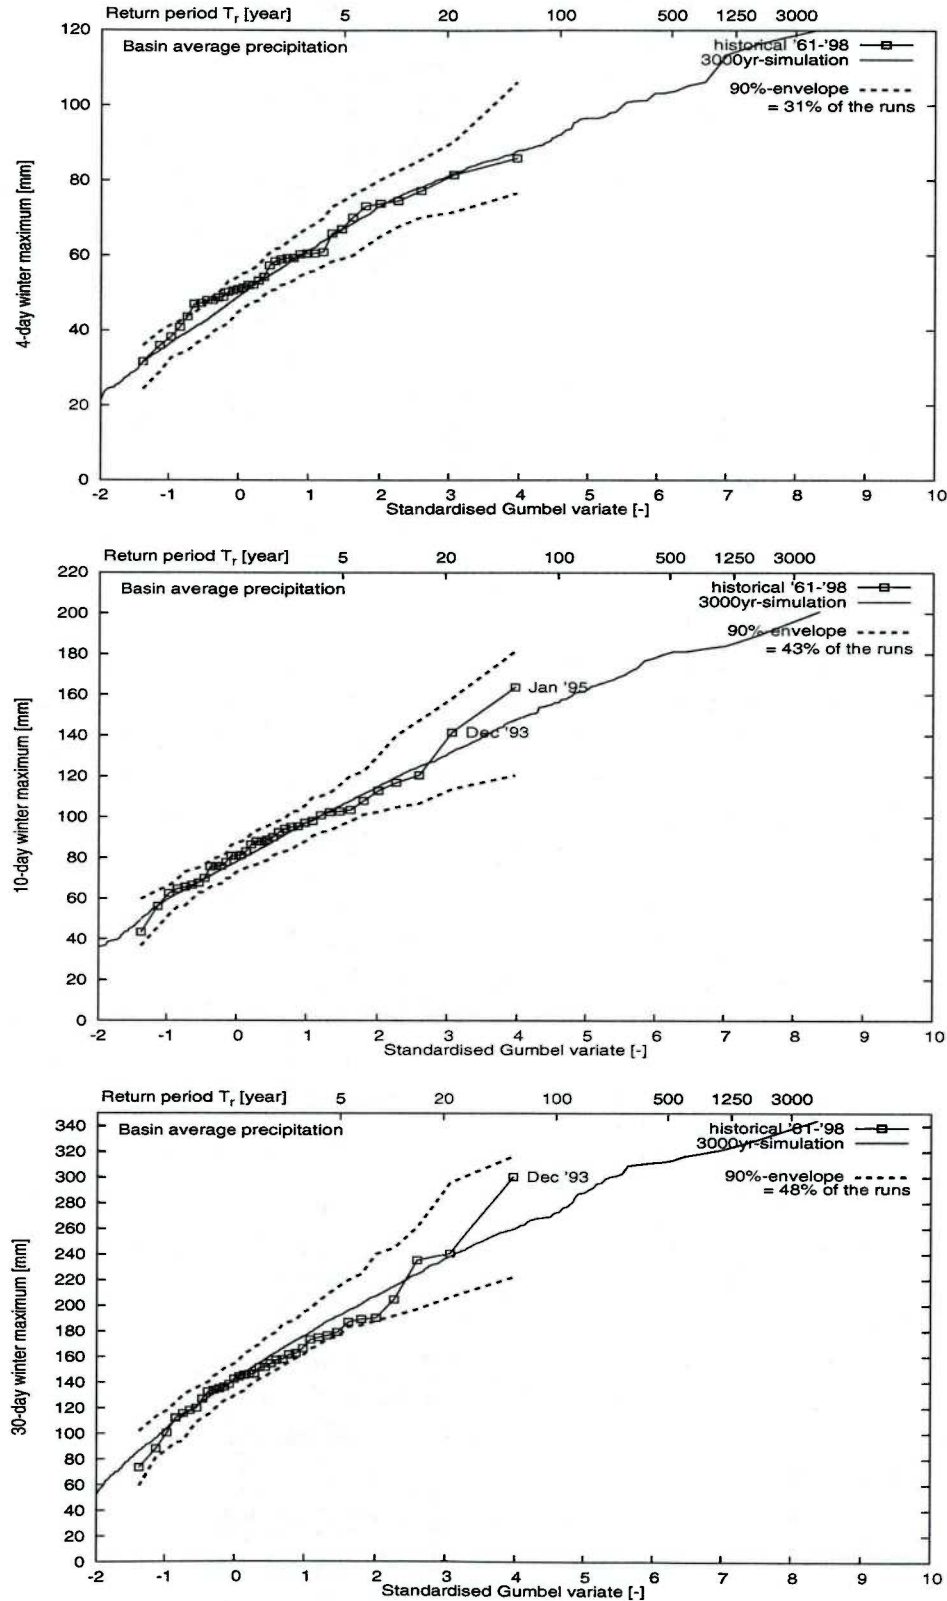 Return period Tr [year] 5 20 100 500 1250 3000
120
Basin average precipitation
historical '61-'98
3000yr-simulation
90%-envelope
= 31% of the runs
100
80
60
40
20
0
4-day winter maximum [mm]
-2 -1 0 1 2 3 4 5 6 7 8 9 10
Standardised Gumbel variate [-]
Return period Tr [year] 5 20 100 500 1250 3000
220
Basin average precipitation
historical '61-'98
3000yr-simulation
90%-envelope
= 43% of the runs
200
180
160
140
120
100
80
60
40
20
0
Jan '95
Dec '93
10-day winter maximum [mm]
-2 -1 0 1 2 3 4 5 6 7 8 9 10
Standardised Gumbel variate [-]
Return period Tr [year] 5 20 100 500 1250 3000
340
Basin average precipitation
historical '61-'98
3000yr-simulation
90%-envelope
= 48% of the runs
320
300
280
260
240
220
200
180
160
140
120
100
80
60
40
20
0
Dec '93
30-day winter maximum [mm]
-2 -1 0 1 2 3 4 5 6 7 8 9 10
Standardised Gumbel variate [-]